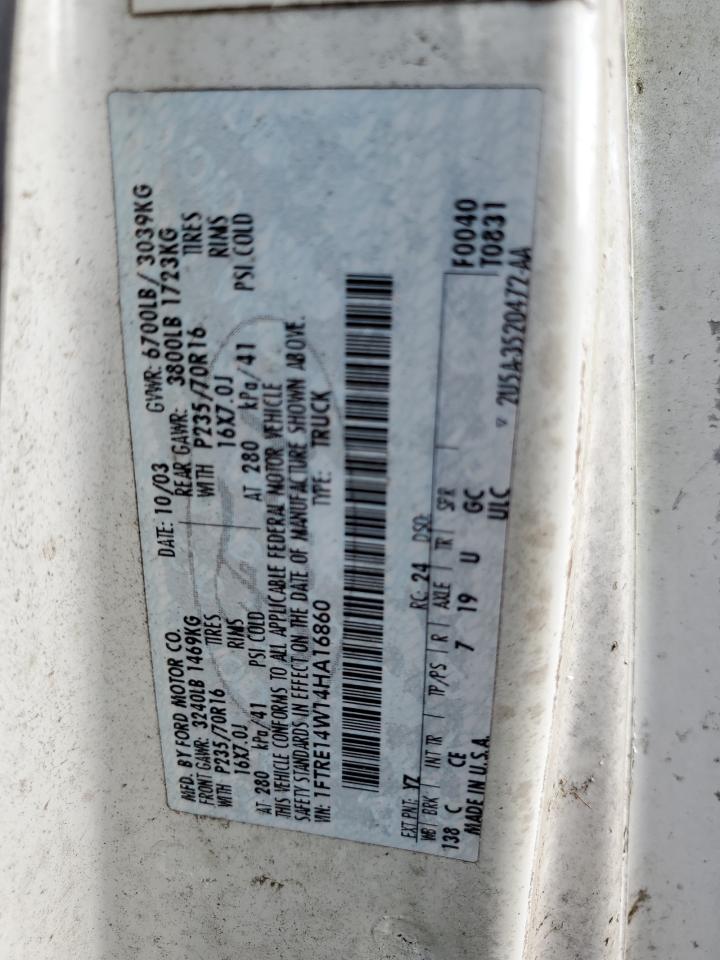 MFD. BY FORD MOTOR CO.
DATE: 10/03 GVWR: 6700LB / 3039KG
FRONT GAWR: 3240LB 1469KG REAR GAWR: 3800LB 1723KG
WITH P235/70R16 TIRES WITH P235/70R16 TIRES
16X7.0J RIMS 16X7.0J RIMS
AT 280 kPa/41 PSI COLD AT 280 kPa/41 PSI COLD
THIS VEHICLE CONFORMS TO ALL APPLICABLE FEDERAL MOTOR VEHICLE
SAFETY STANDARDS IN EFFECT ON THE DATE OF MANUFACTURE SHOWN ABOVE.
VIN: 1FTRE14W14HA16860 TYPE: TRUCK
F0040
T0831
EXT PNT: YZ RC: 24 DSO:
WB BRK INT TR TP/PS R AXLE TR SPR
138 C CE 7 19 U GC
MADE IN U.S.A. ULC
2U5A-3520472-AA